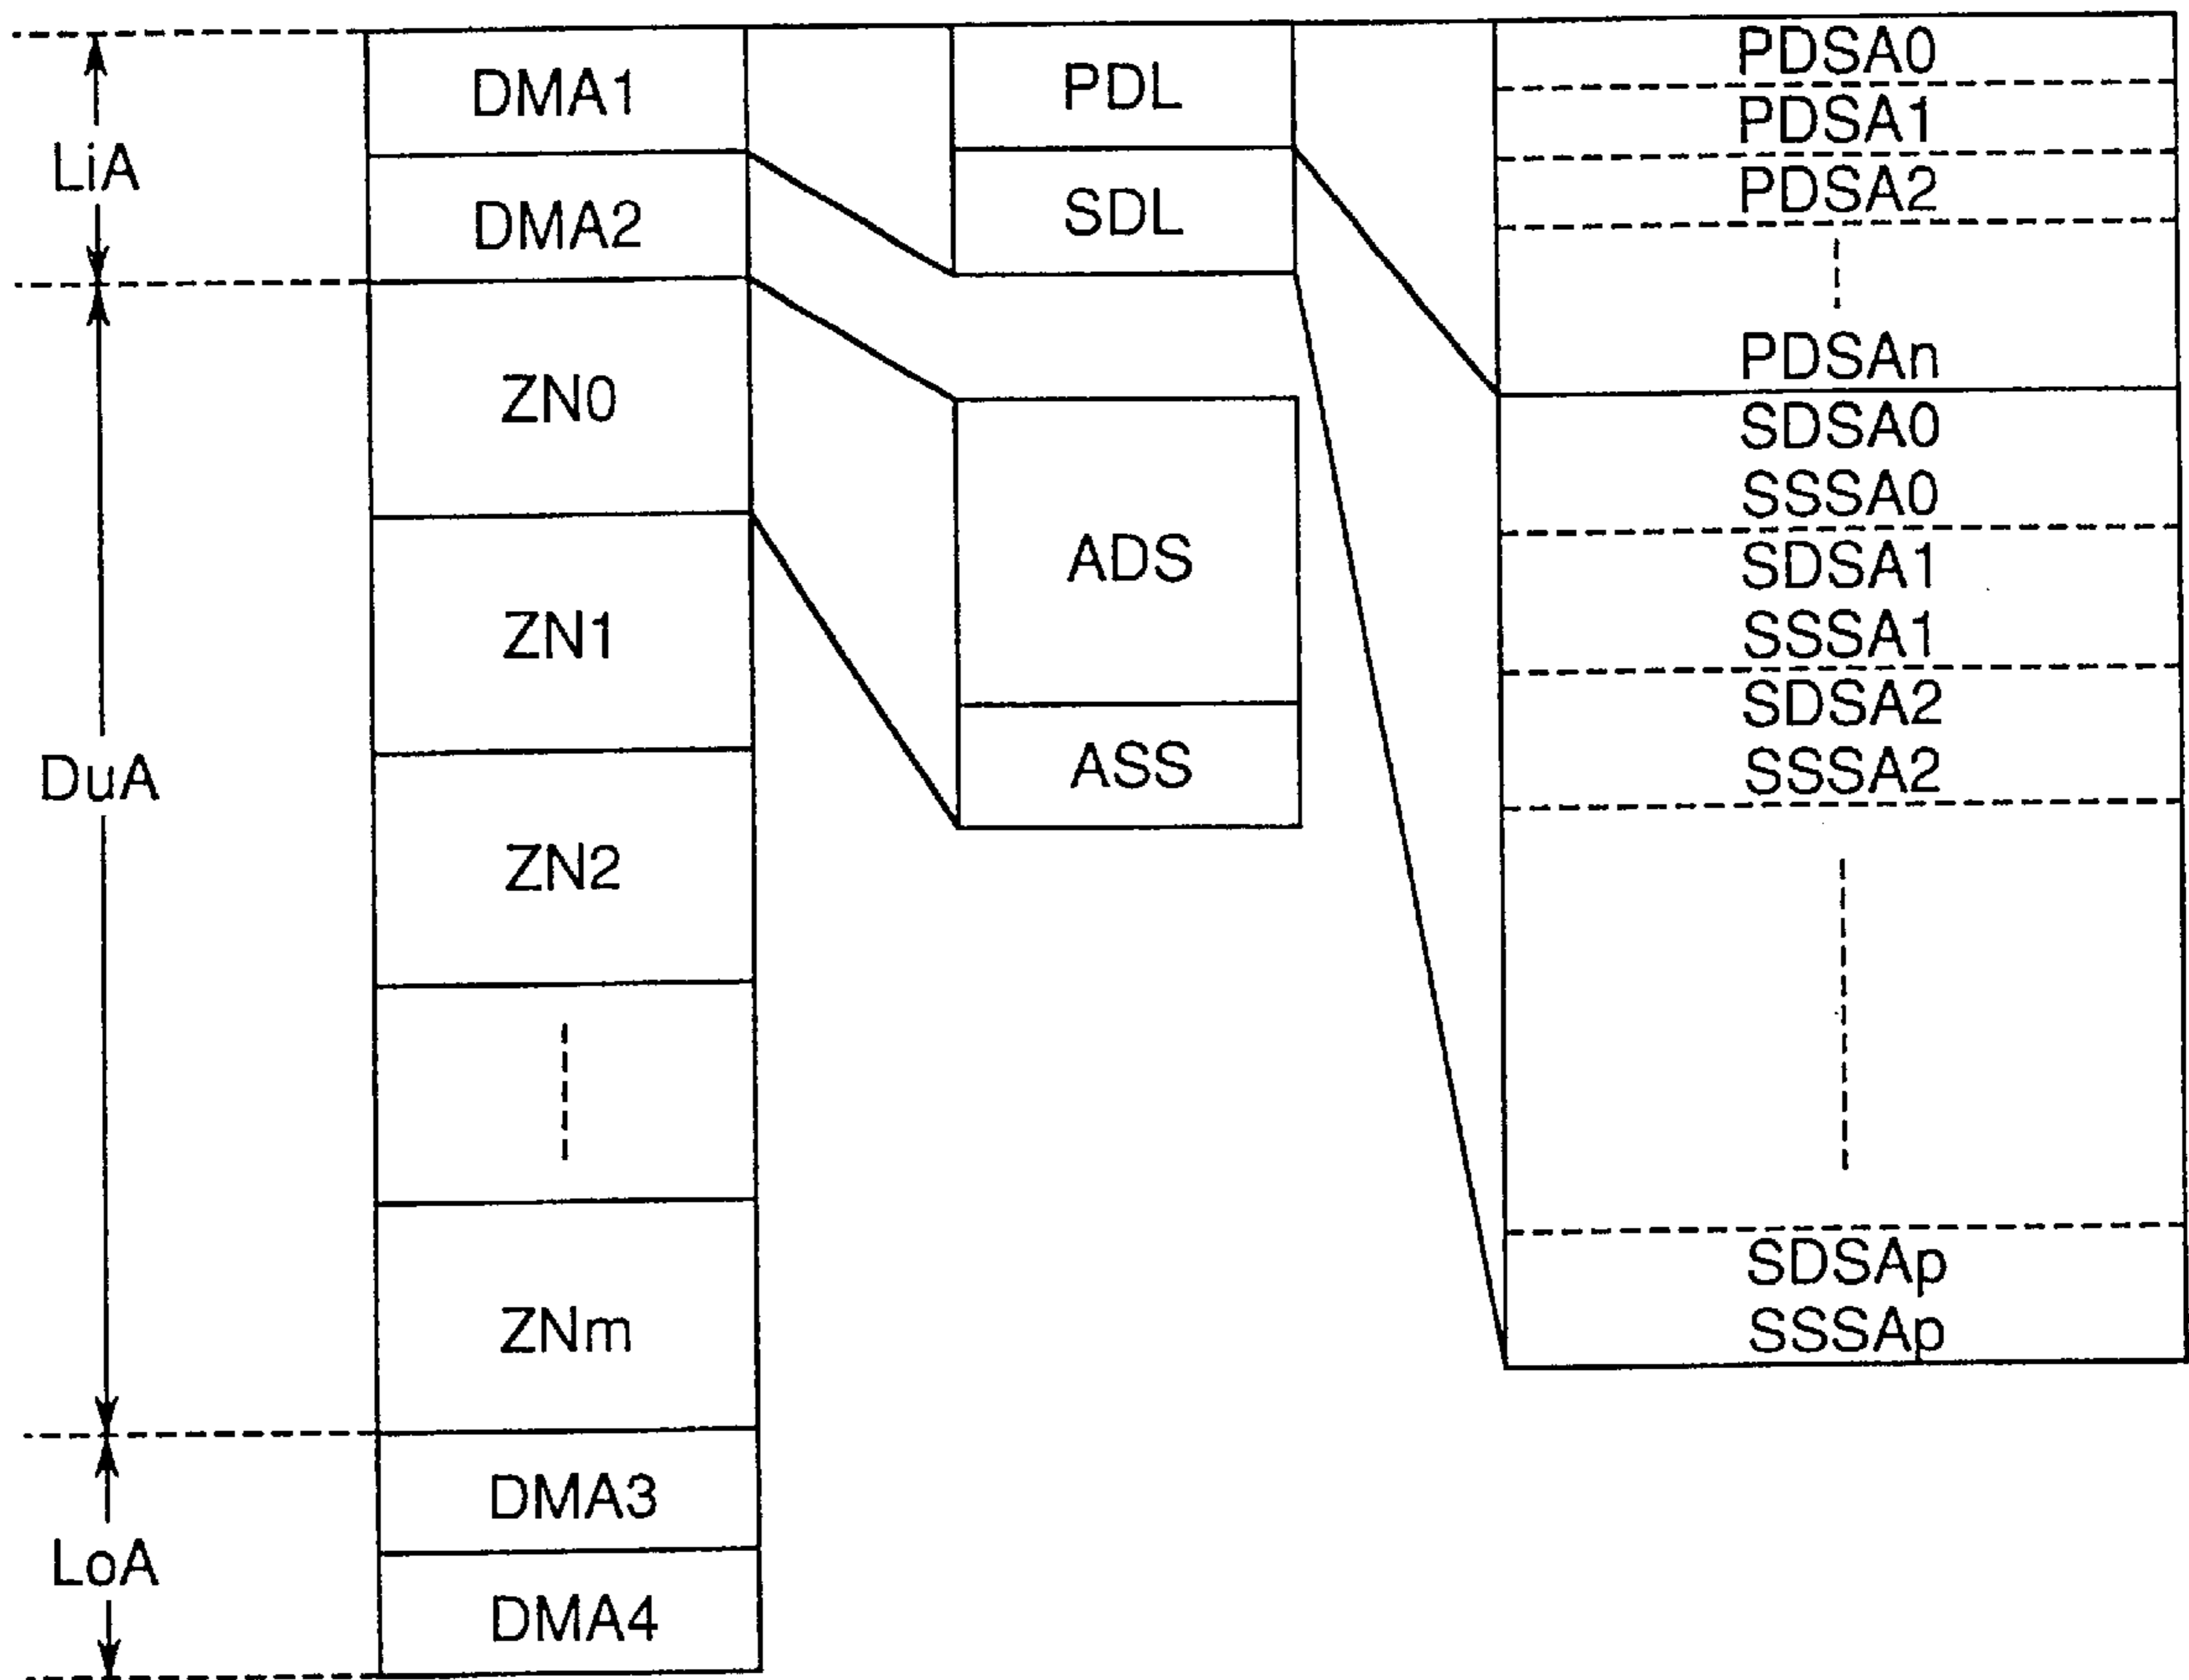 LiA
DuA
LoA
DMA1
DMA2
ZN0
ZN1
ZN2
ZNm
DMA3
DMA4
PDL
SDL
ADS
ASS
PDSA0
PDSA1
PDSA2
PDSAn
SDSA0
SSSA0
SDSA1
SSSA1
SDSA2
SSSA2
SDSAp
SSSAp